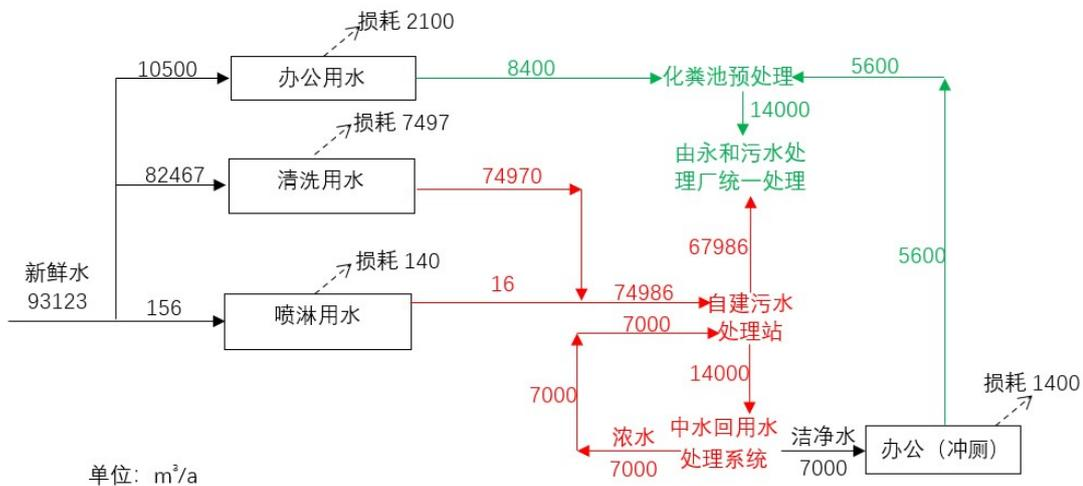 损耗 2100
10500
办公用水
8400
化粪池预处理
5600
14000
损耗 7497
82467
清洗用水
74970
由永和污水处
理厂统一处理
67986
5600
新鲜水
93123
156
损耗 140
喷淋用水
16
74986
自建污水
处理站
7000
7000
14000
损耗 1400
浓水
7000
中水回用水
处理系统
洁净水
7000
办公（冲厕）
单位：m³/a